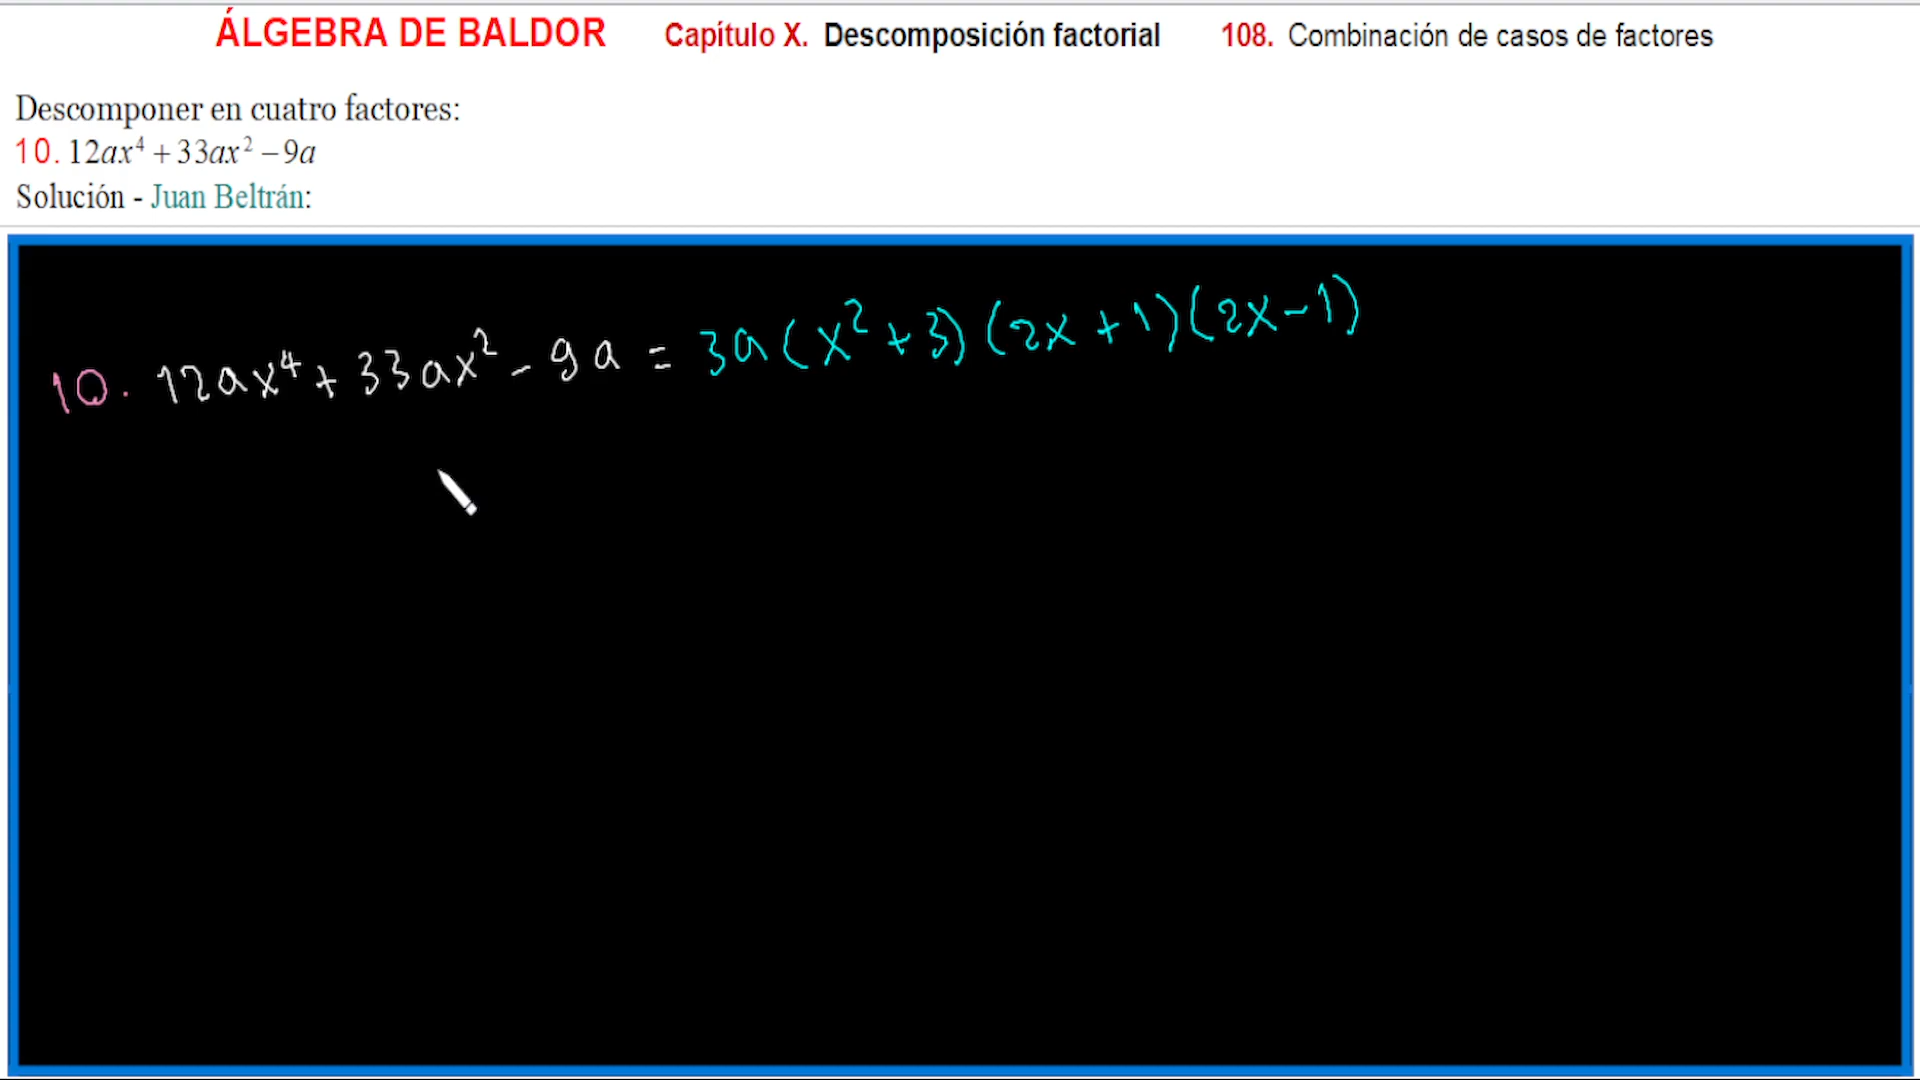 ÁLGEBRA DE BALDOR Capítulo X. Descomposición factorial 108. Combinación de casos de factores
Descomponer en cuatro factores:
10. 12ax⁴ + 33ax² – 9a
Solución - Juan Beltrán:
10. 12ax⁴ + 33ax² - 9a = 3a(x² + 3)(2x + 1)(2x - 1)